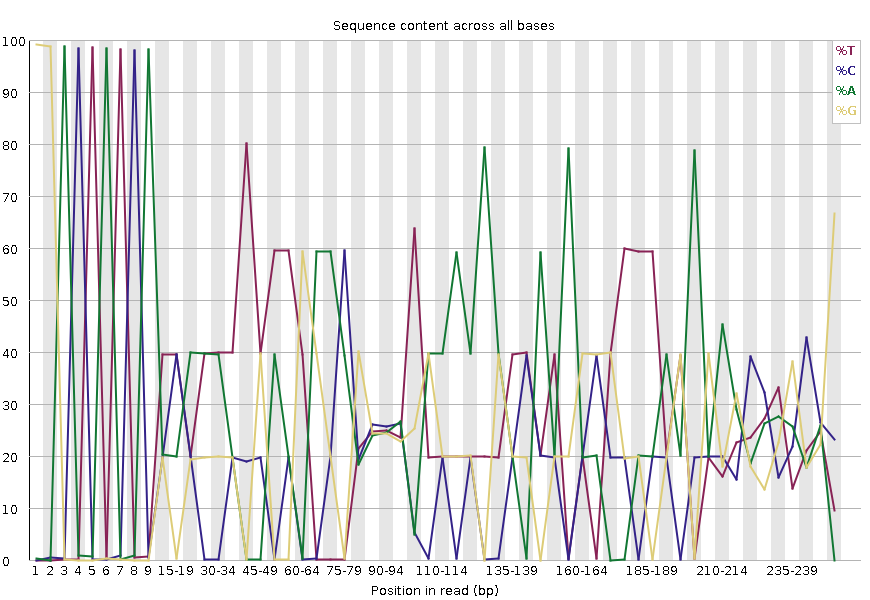 Sequence content across all bases
100
90
80
70
60
50
40
30
20
10
0
%T
%C
%A
%G
1 2 3 4 5 6 7 8 9 15-19 30-34 45-49 60-64 75-79 90-94 110-114 135-139 160-164 185-189 210-214 235-239
Position in read (bp)